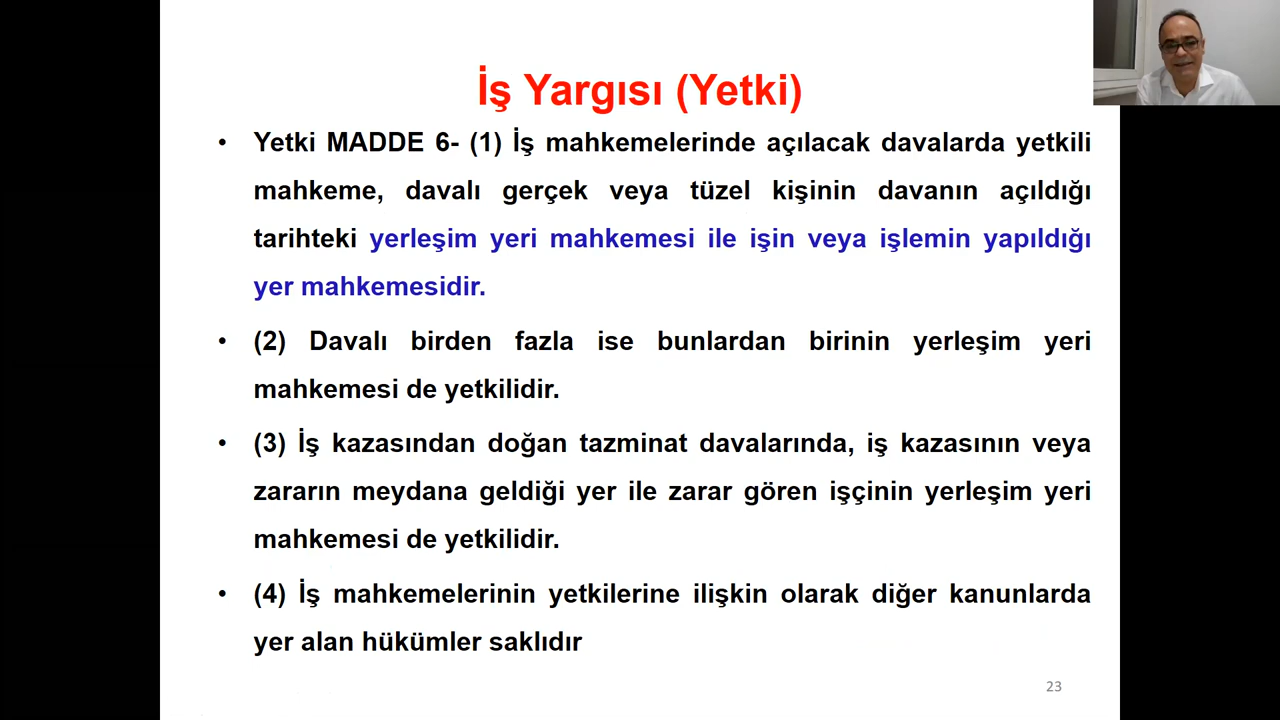 İş Yargısı (Yetki)
• Yetki MADDE 6- (1) İş mahkemelerinde açılacak davalarda yetkili
mahkeme, davalı gerçek veya tüzel kişinin davanın açıldığı
tarihteki yerleşim yeri mahkemesi ile işin veya işlemin yapıldığı
yer mahkemesidir.
• (2) Davalı birden fazla ise bunlardan birinin yerleşim yeri
mahkemesi de yetkilidir.
• (3) İş kazasından doğan tazminat davalarında, iş kazasının veya
zararın meydana geldiği yer ile zarar gören işçinin yerleşim yeri
mahkemesi de yetkilidir.
• (4) İş mahkemelerinin yetkilerine ilişkin olarak diğer kanunlarda
yer alan hükümler saklıdır
23